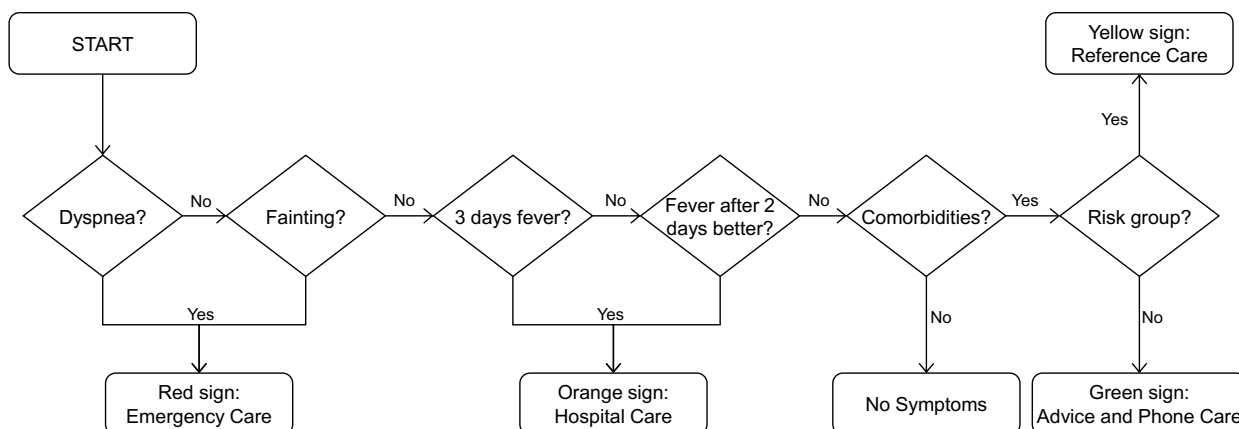 START
Yellow sign:
Reference Care
Yes
Dyspnea?
No
Fainting?
No
3 days fever?
No
Fever after 2
days better?
No
Comorbidities?
Yes
Risk group?
Yes
Yes
No
No
Red sign:
Emergency Care
Orange sign:
Hospital Care
No Symptoms
Green sign:
Advice and Phone Care